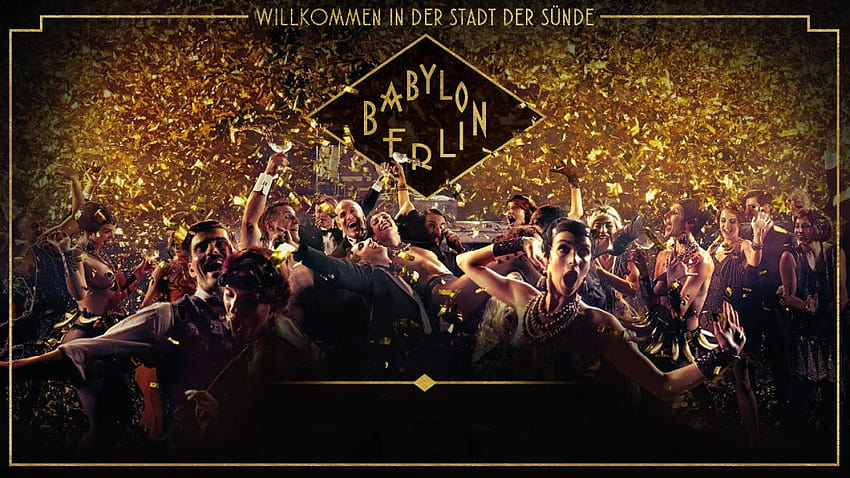 WILLKOMMEN IN DER STADT DER SÜNDE
BABYLON
BERLIN